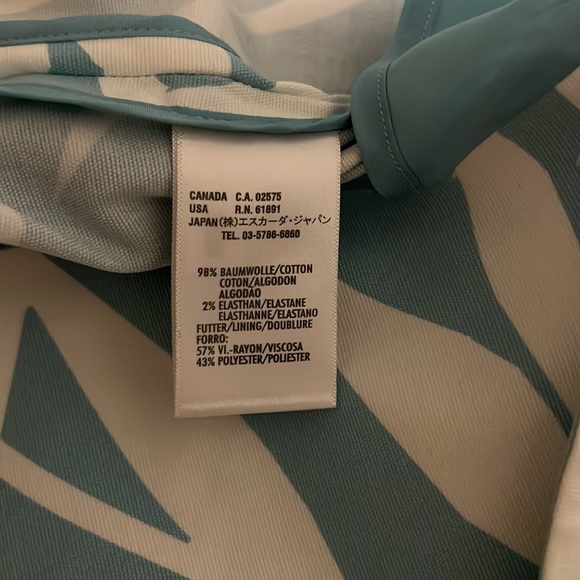 CANADA C.A. 02575
USA R.N. 61891
JAPAN(株)エスカーダ・ジャパン
TEL. 03-5786-6860
98% BAUMWOLLE/COTTON
COTON/ALGODON
ALGODÃO
2% ELASTHAN/ELASTANE
ELASTHANNE/ELASTANO
FUTTER/LINING/DOUBLURE
FORRO:
57% VI.-RAYON/VISCOSA
43% POLYESTER/POLIESTER